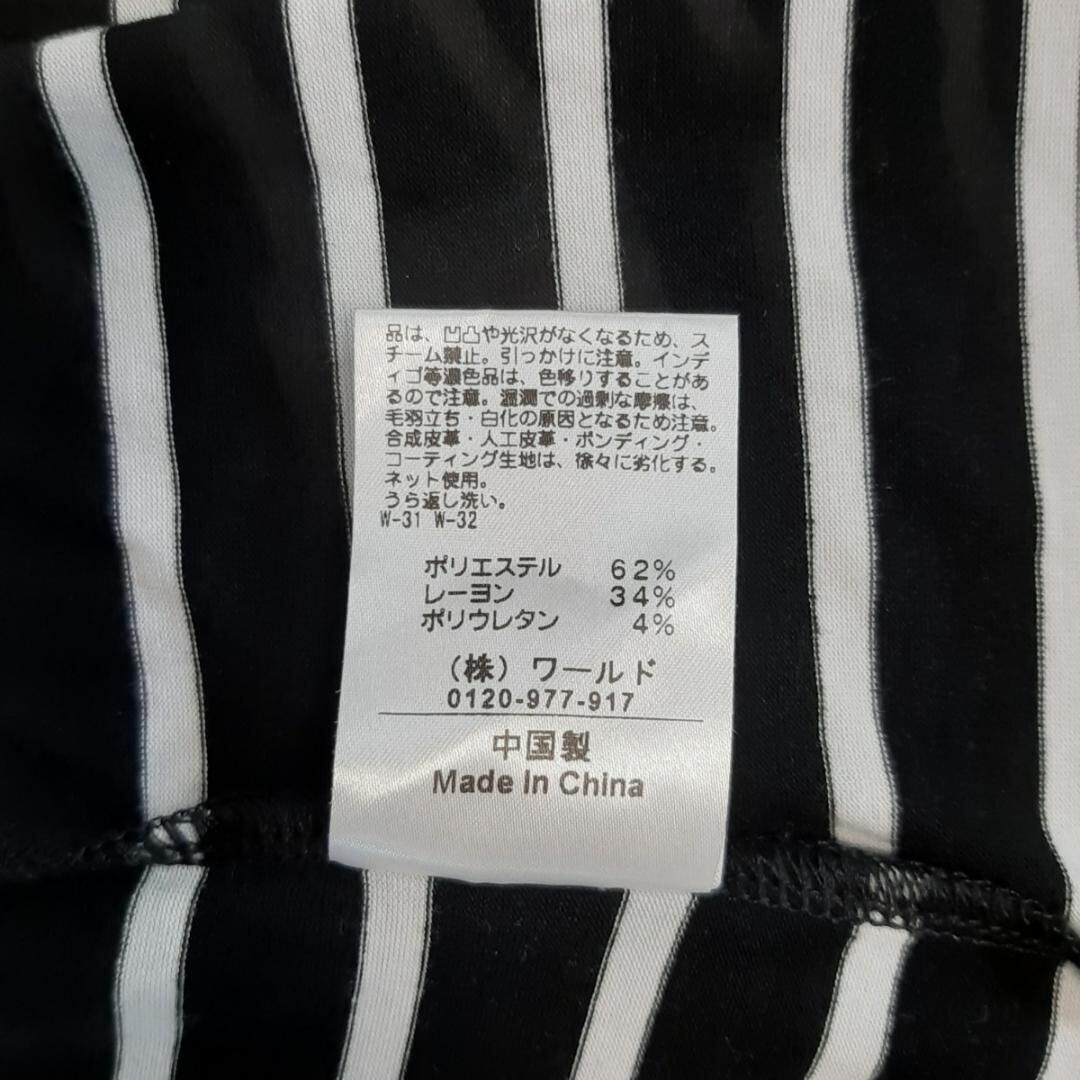 品は、凹凸や光沢がなくなるため、ス
チーム禁止。引っかけに注意。インデ
ィゴ等濃色品は、色移りすることがあ
るので注意。湿潤での過剰な摩擦は、
毛羽立ち・白化の原因となるため注意。
合成皮革・人工皮革・ボンディング・
コーティング生地は、徐々に劣化する。
ネット使用。
うら返し洗い。
W-31 W-32
ポリエステル 62%
レーヨン 34%
ポリウレタン 4%
(株)ワールド
0120-977-917
中国製
Made In China